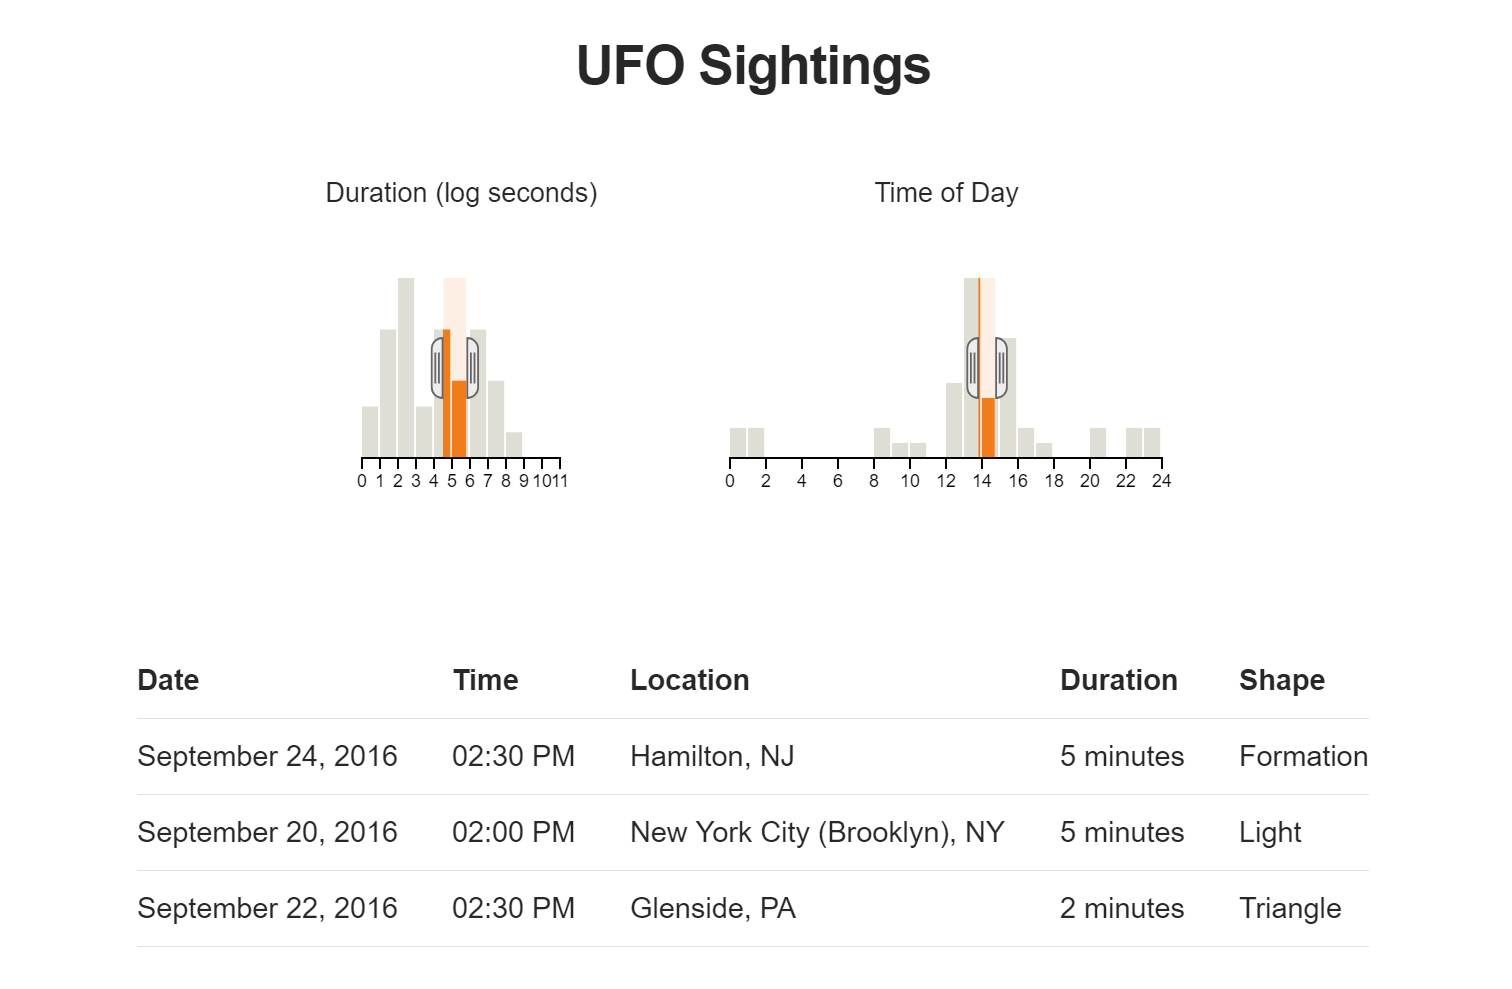 UFO Sightings
Duration (log seconds)
Time of Day
0 1 2 3 4 5 6 7 8 9 10 11
0 2 4 6 8 10 12 14 16 18 20 22 24
Date Time Location Duration Shape
September 24, 2016 02:30 PM Hamilton, NJ 5 minutes Formation
September 20, 2016 02:00 PM New York City (Brooklyn), NY 5 minutes Light
September 22, 2016 02:30 PM Glenside, PA 2 minutes Triangle